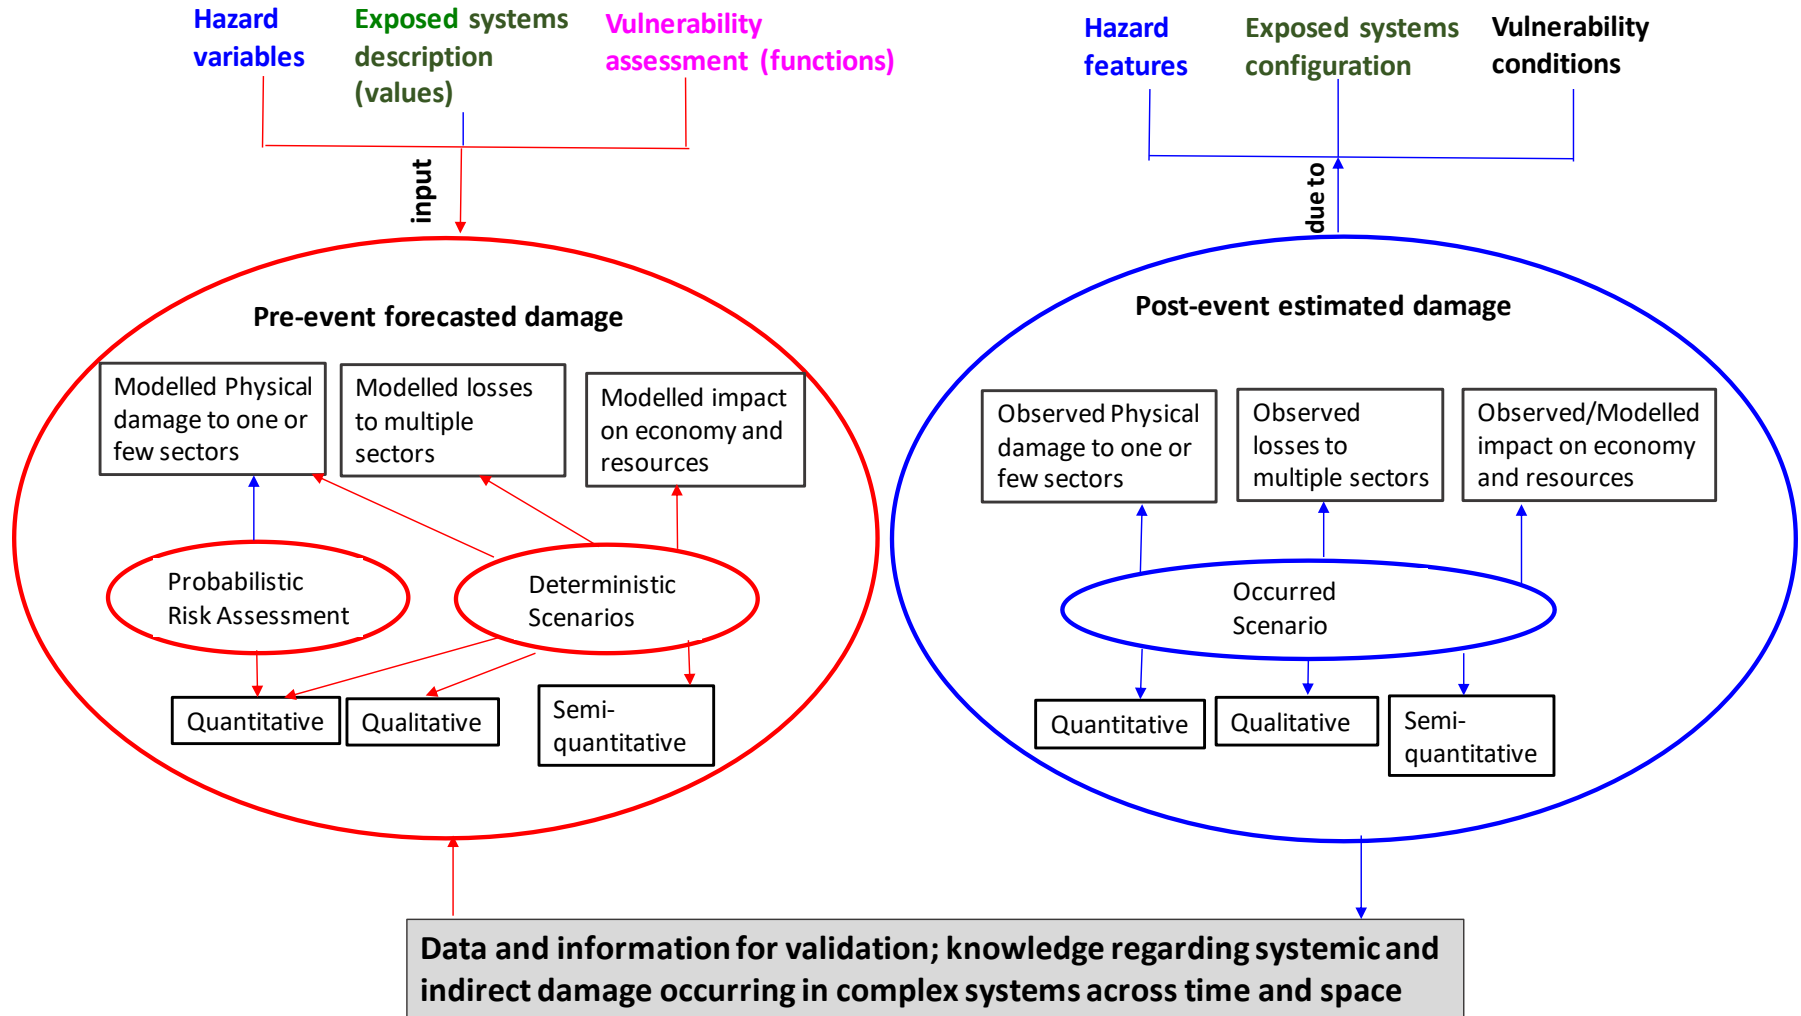 Hazard
variables
Exposed systems
description
(values)
Vulnerability
assessment (functions)
input
Pre-event forecasted damage
Modelled Physical
damage to one or
few sectors
Modelled losses
to multiple
sectors
Modelled impact
on economy and
resources
Probabilistic
Risk Assessment
Deterministic
Scenarios
Quantitative
Qualitative
Semi-
quantitative
Hazard
features
Exposed systems
configuration
Vulnerability
conditions
due to
Post-event estimated damage
Observed Physical
damage to one or
few sectors
Observed
losses to
multiple sectors
Observed/Modelled
impact on economy
and resources
Occurred
Scenario
Quantitative
Qualitative
Semi-
quantitative
Data and information for validation; knowledge regarding systemic and
indirect damage occurring in complex systems across time and space